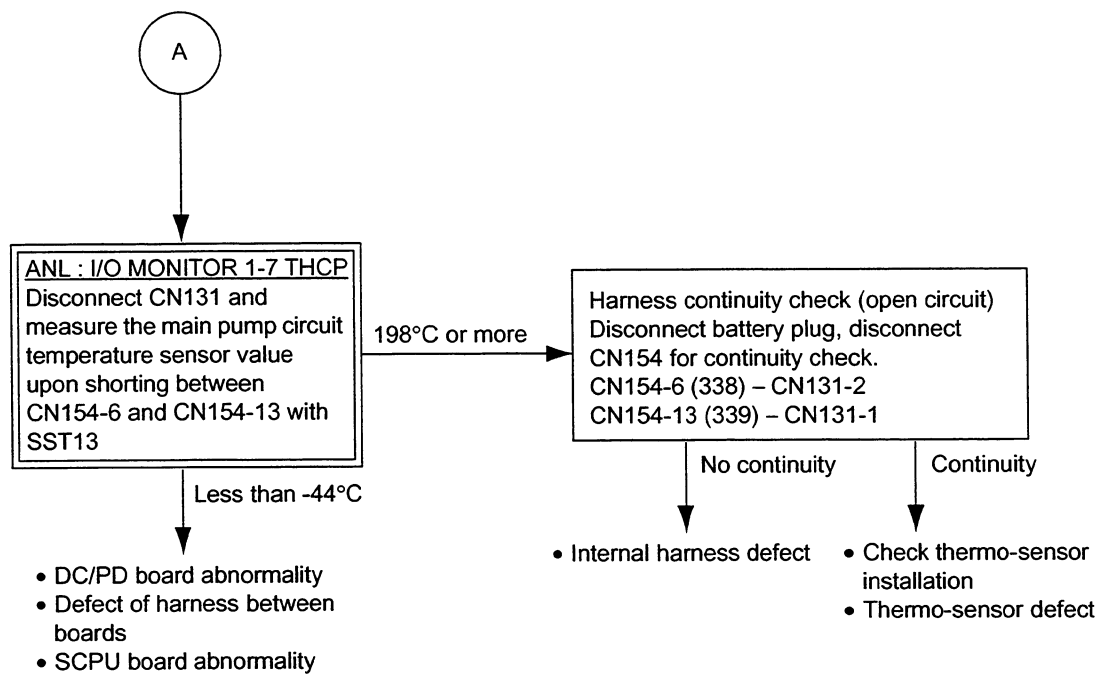 A
ANL : I/O MONITOR 1-7 THCP
Disconnect CN131 and
measure the main pump circuit
temperature sensor value
upon shorting between
CN154-6 and CN154-13 with
SST13
198°C or more
Harness continuity check (open circuit)
Disconnect battery plug, disconnect
CN154 for continuity check.
CN154-6 (338) – CN131-2
CN154-13 (339) – CN131-1
Less than -44°C
• DC/PD board abnormality
• Defect of harness between
boards
• SCPU board abnormality
No continuity
• Internal harness defect
Continuity
• Check thermo-sensor
installation
• Thermo-sensor defect